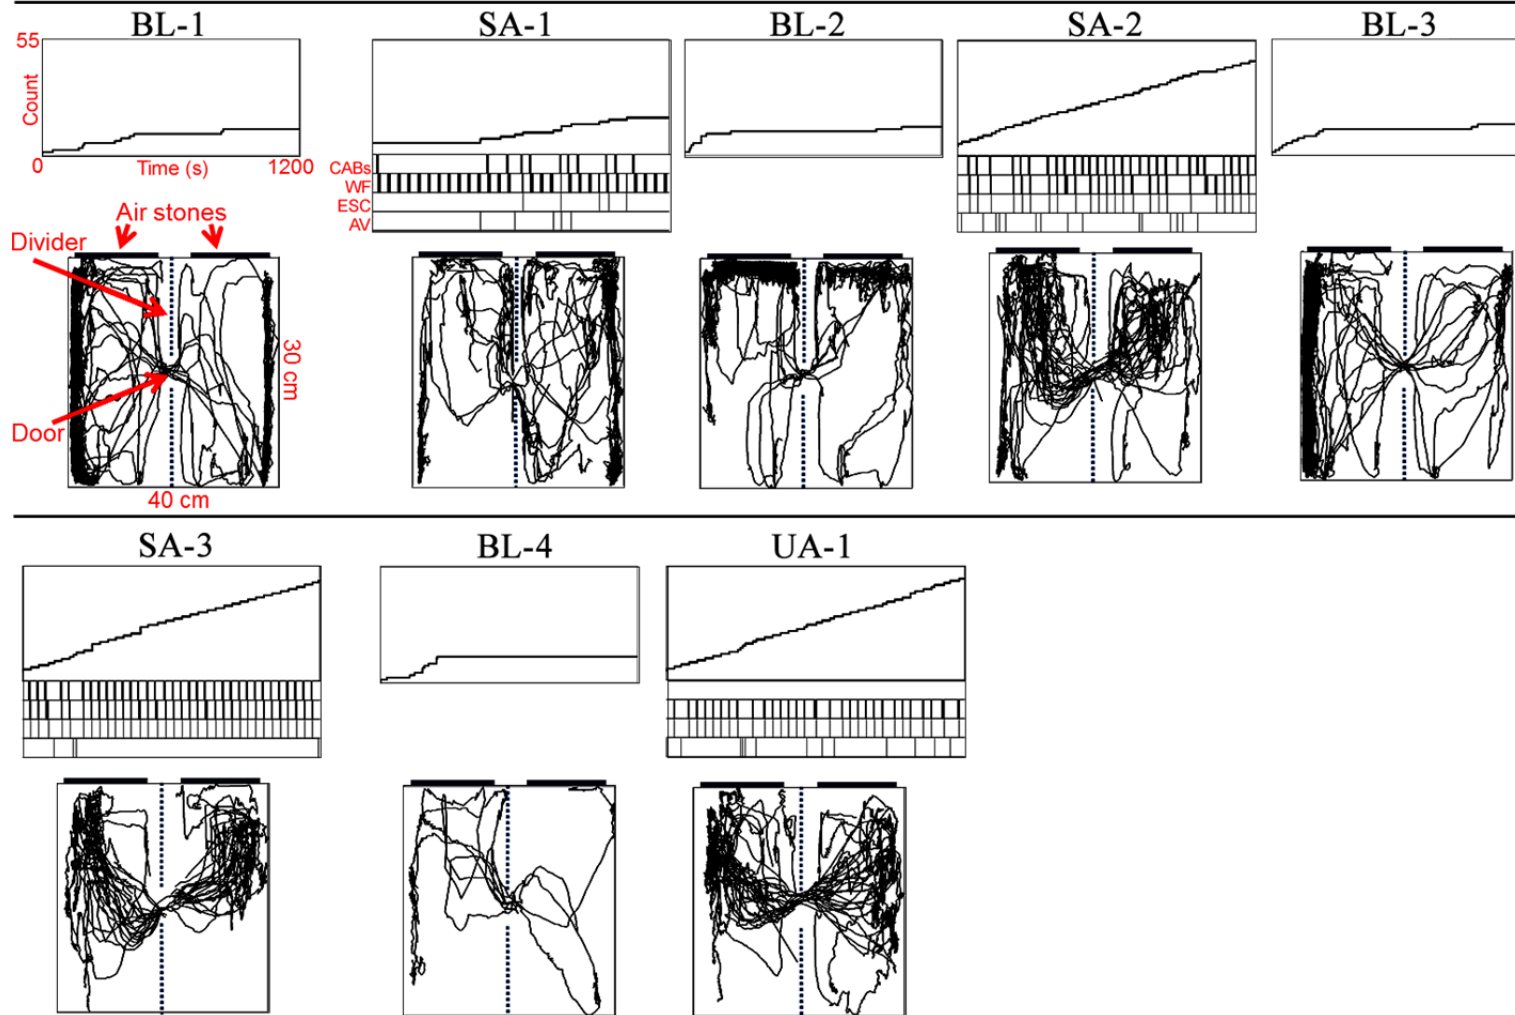 BL-1
SA-1
BL-2
SA-2
BL-3
55
Count
0
Time (s)
1200
CABs
WF
ESC
AV
Air stones
Divider
Door
30 cm
40 cm
SA-3
BL-4
UA-1